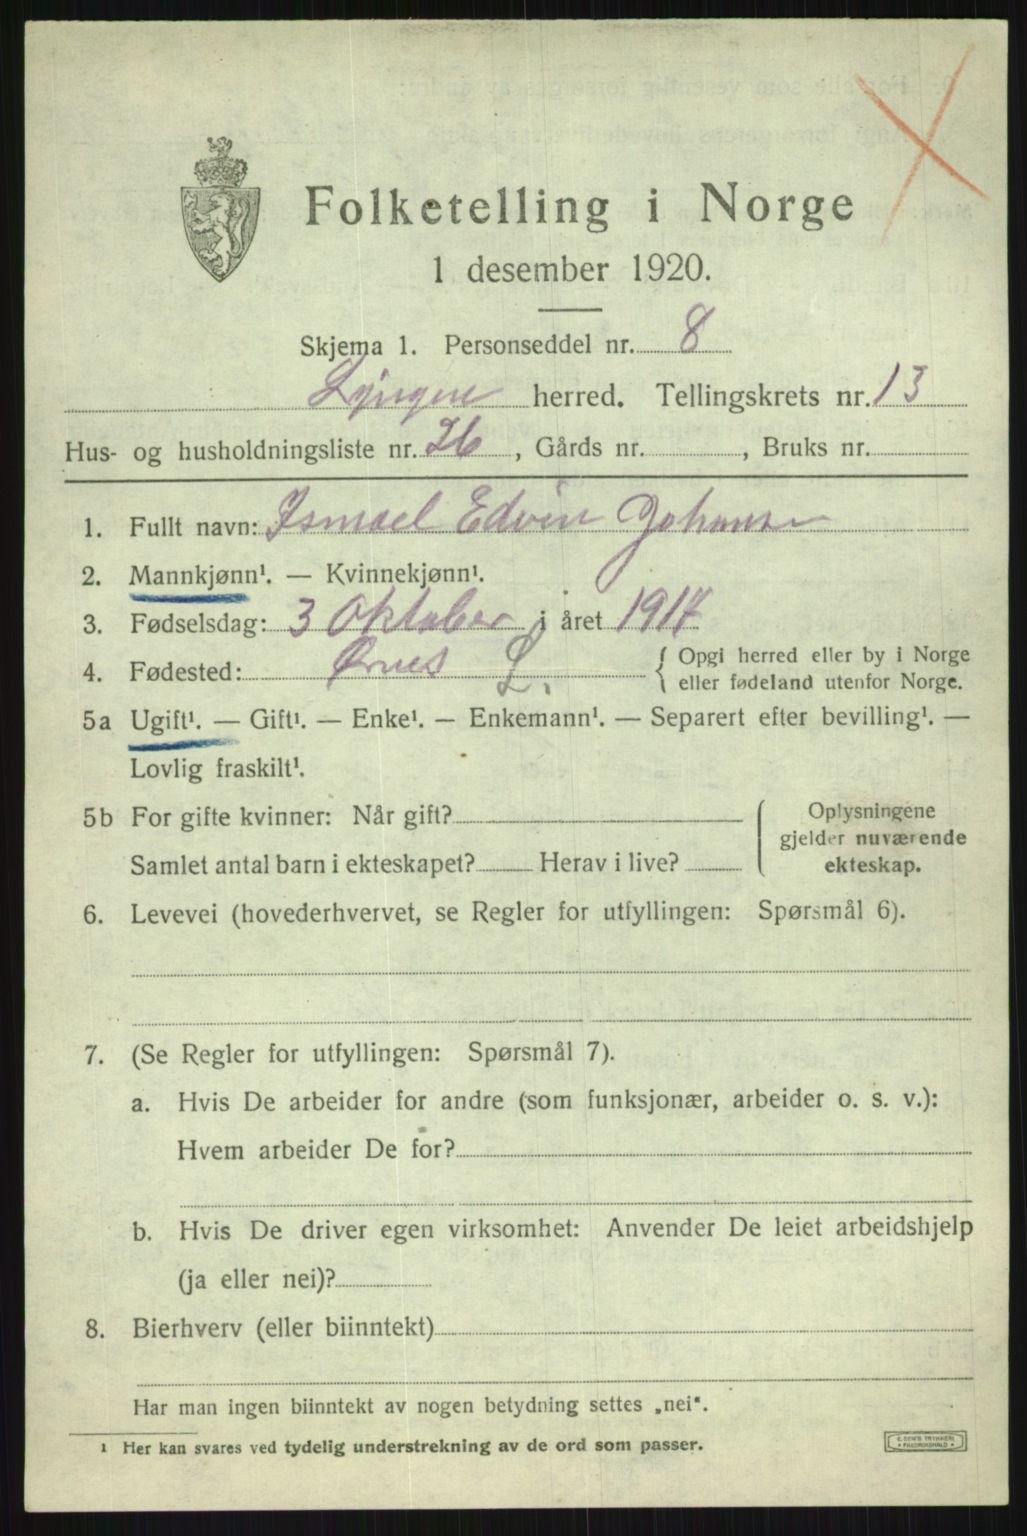 Folketelling i Norge
1 desember 1920.
Skjema 1. Personseddel nr. 8
Lyngen herred. Tellingskrets nr. 13
Hus- og husholdningsliste nr. 26, Gårds nr. , Bruks nr.
1. Fullt navn: Ismael Edvin Johanse
2. Mannkjønn¹. — Kvinnekjønn¹.
3. Fødselsdag: 3 Oktober i året 1917
4. Fødested: Ørnes L. { Opgi herred eller by i Norge
eller fødeland utenfor Norge.
5a Ugift¹. — Gift¹. — Enke¹. — Enkemann¹. — Separert efter bevilling¹. —
Lovlig fraskilt¹.
5b For gifte kvinner: Når gift?
Samlet antal barn i ekteskapet? Herav i live?
{ Oplysningene
gjelder nuværende
ekteskap.
6. Levevei (hovederhvervet, se Regler for utfyllingen: Spørsmål 6).
7. (Se Regler for utfyllingen: Spørsmål 7).
a. Hvis De arbeider for andre (som funksjonær, arbeider o. s. v.):
Hvem arbeider De for?
b. Hvis De driver egen virksomhet: Anvender De leiet arbeidshjelp
(ja eller nei)?
8. Bierhverv (eller biinntekt)
Har man ingen biinntekt av nogen betydning settes „nei".
¹ Her kan svares ved tydelig understrekning av de ord som passer.